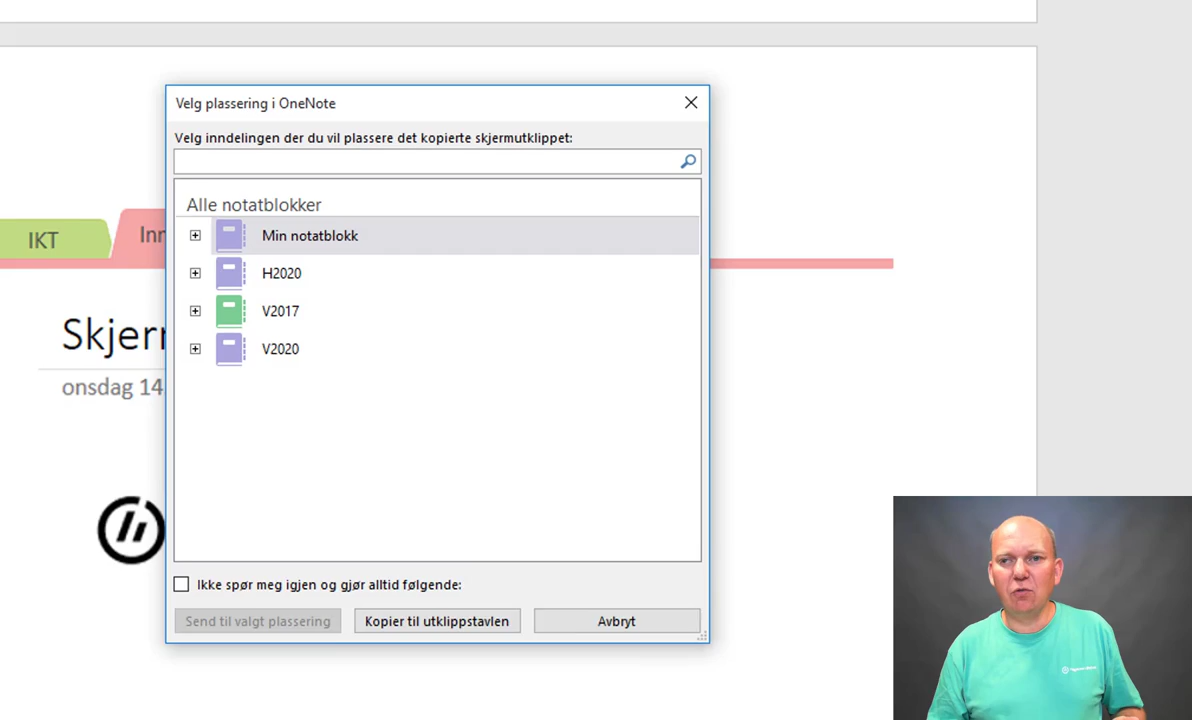 Velg plassering i OneNote
Velg inndelingen der du vil plassere det kopierte skjermutklippet:
Alle notatblokker
Min notatblokk
H2020
V2017
V2020
Ikke spør meg igjen og gjør alltid følgende:
Send til valgt plassering
Kopier til utklippstavlen
Avbryt
IKT
Inn
Skjerm
onsdag 14